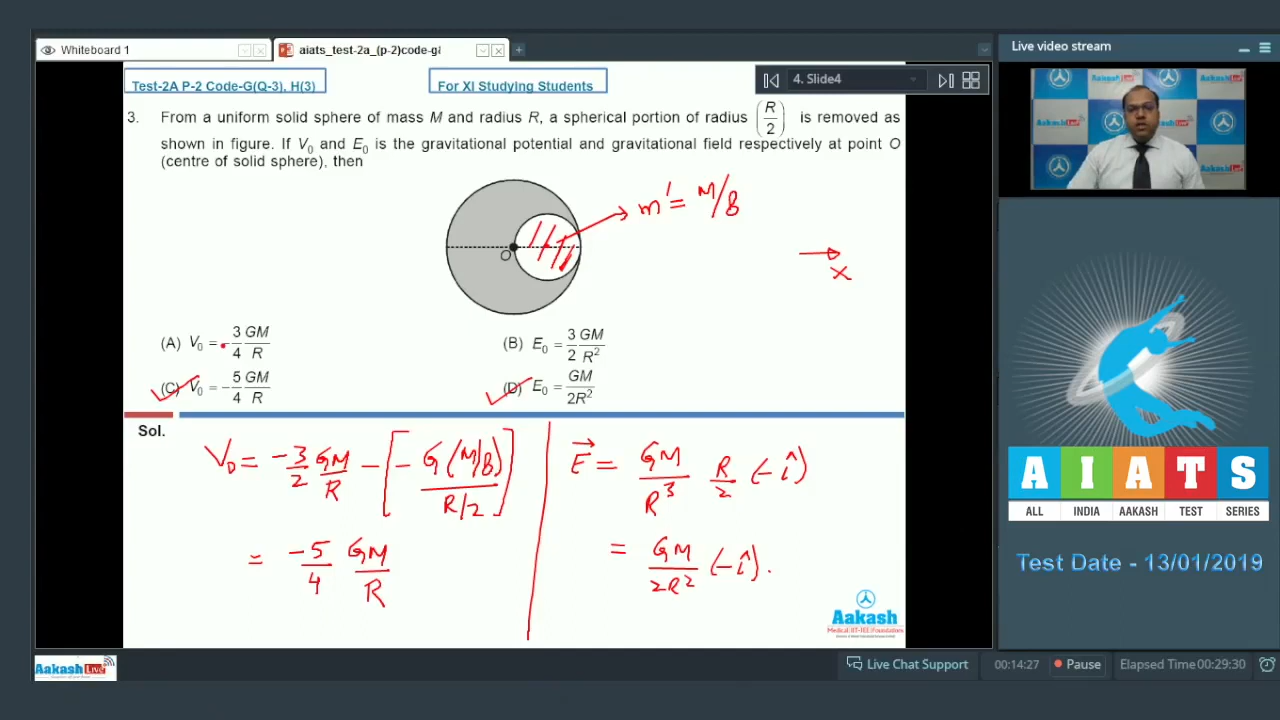 Whiteboard 1
aiats_test-2a_(p-2)code-g&
Live video stream
Test-2A P-2 Code-G(Q-3), H(3)
For XI Studying Students
4. Slide4
3. From a uniform solid sphere of mass M and radius R, a spherical portion of radius (R/2) is removed as
shown in figure. If V₀ and E₀ is the gravitational potential and gravitational field respectively at point O
(centre of solid sphere), then
m' = M/8
O
x
(A) V₀ = -3/4 GM/R
(B) E₀ = 3/2 GM/R²
(C) V₀ = -5/4 GM/R
(D) E₀ = GM/2R²
Sol.
V₀ = -3/2 GM/R - [- G(M/8)/R/2]
= -5/4 GM/R
E⃗ = GM/R³ R/2 (-î)
= GM/2R² (-î).
Aakash
Medical|IIT-JEE|Foundations
A I A T S
ALL INDIA AAKASH TEST SERIES
Test Date - 13/01/2019
Aakash Live
Live Chat Support
00:14:27
Pause
Elapsed Time 00:29:30